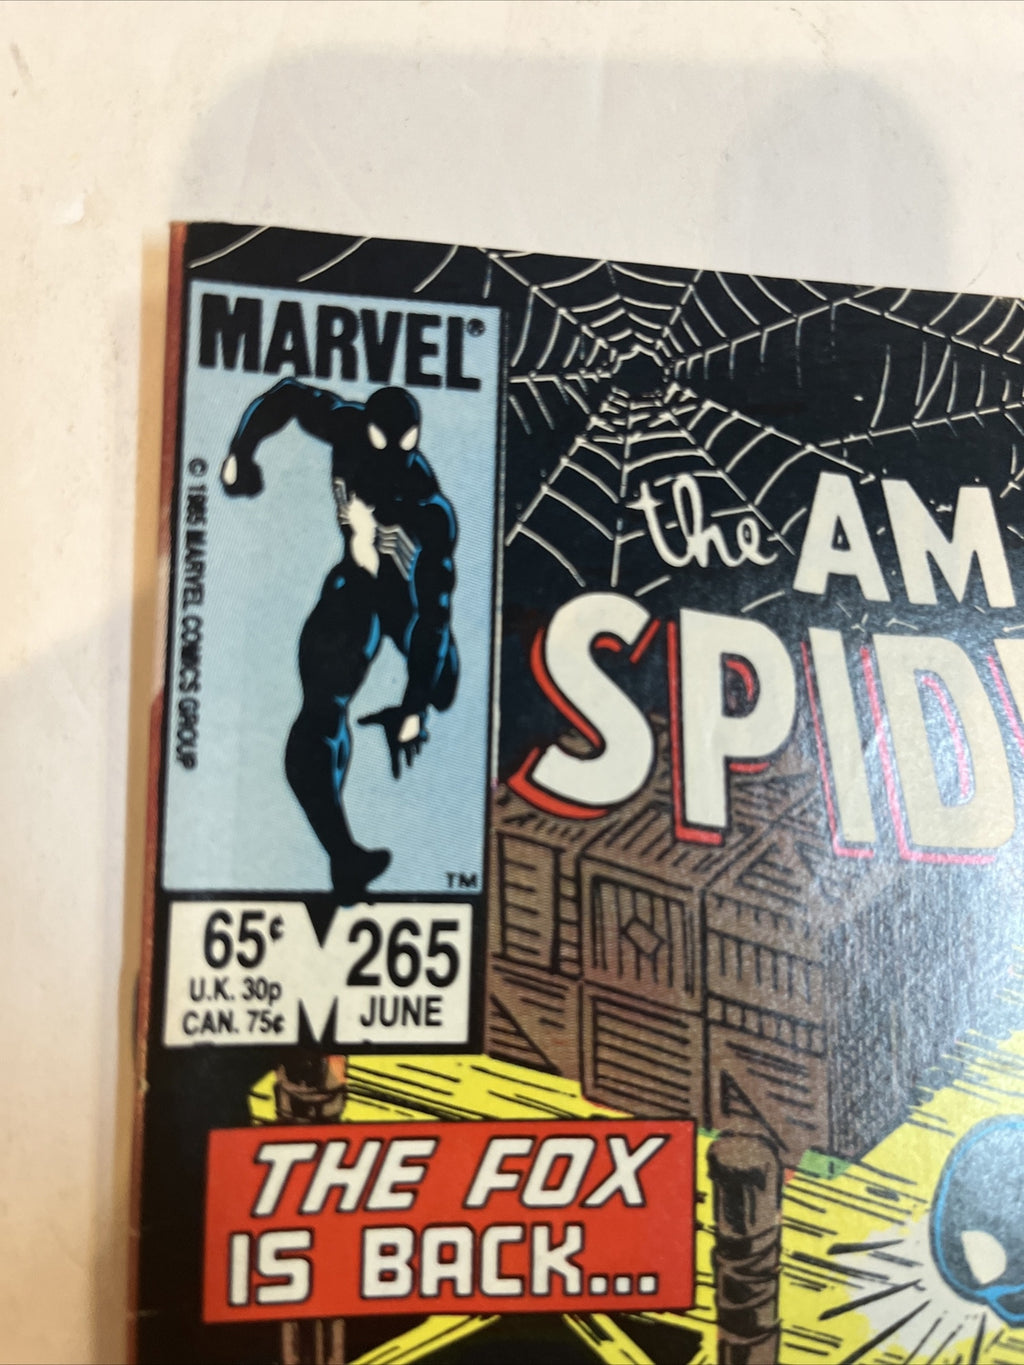 MARVEL®
© 1985 MARVEL COMICS GROUP
TM
65¢
U.K. 30p
CAN. 75¢
265
JUNE
the AM
SPID
THE FOX
IS BACK...